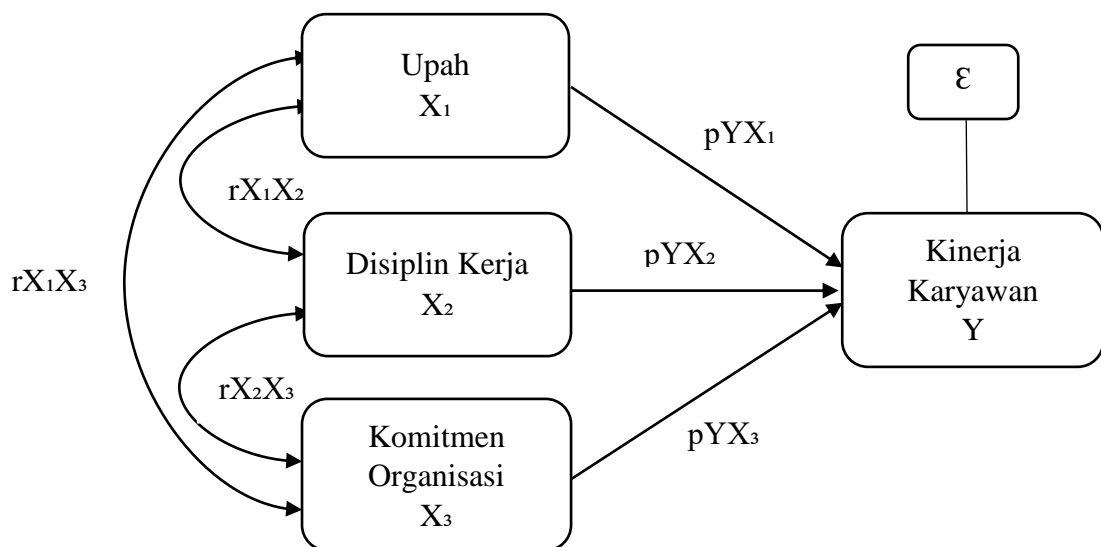 Upah
X₁
ε
pYX₁
rX₁X₂
Disiplin Kerja
X₂
pYX₂
Kinerja
Karyawan
Y
rX₁X₃
rX₂X₃
Komitmen
Organisasi
X₃
pYX₃